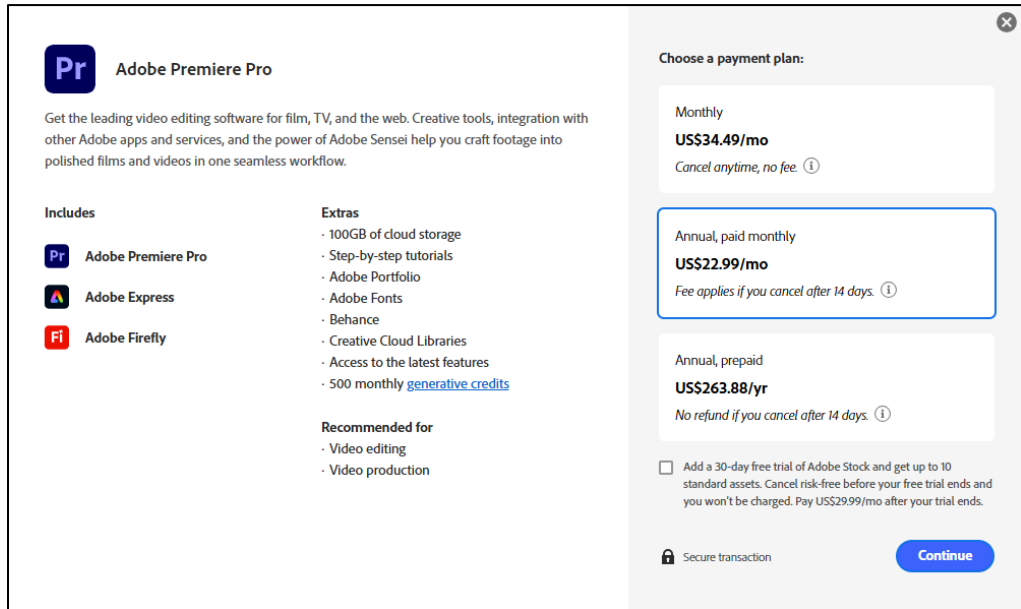 Pr
Adobe Premiere Pro
Get the leading video editing software for film, TV, and the web. Creative tools, integration with
other Adobe apps and services, and the power of Adobe Sensei help you craft footage into
polished films and videos in one seamless workflow.
Includes
Pr Adobe Premiere Pro
Adobe Express
Fi Adobe Firefly
Extras
· 100GB of cloud storage
· Step-by-step tutorials
· Adobe Portfolio
· Adobe Fonts
· Behance
· Creative Cloud Libraries
· Access to the latest features
· 500 monthly generative credits
Recommended for
· Video editing
· Video production
Choose a payment plan:
Monthly
US$34.49/mo
Cancel anytime, no fee.
Annual, paid monthly
US$22.99/mo
Fee applies if you cancel after 14 days.
Annual, prepaid
US$263.88/yr
No refund if you cancel after 14 days.
Add a 30-day free trial of Adobe Stock and get up to 10
standard assets. Cancel risk-free before your free trial ends and
you won't be charged. Pay US$29.99/mo after your trial ends.
Secure transaction
Continue